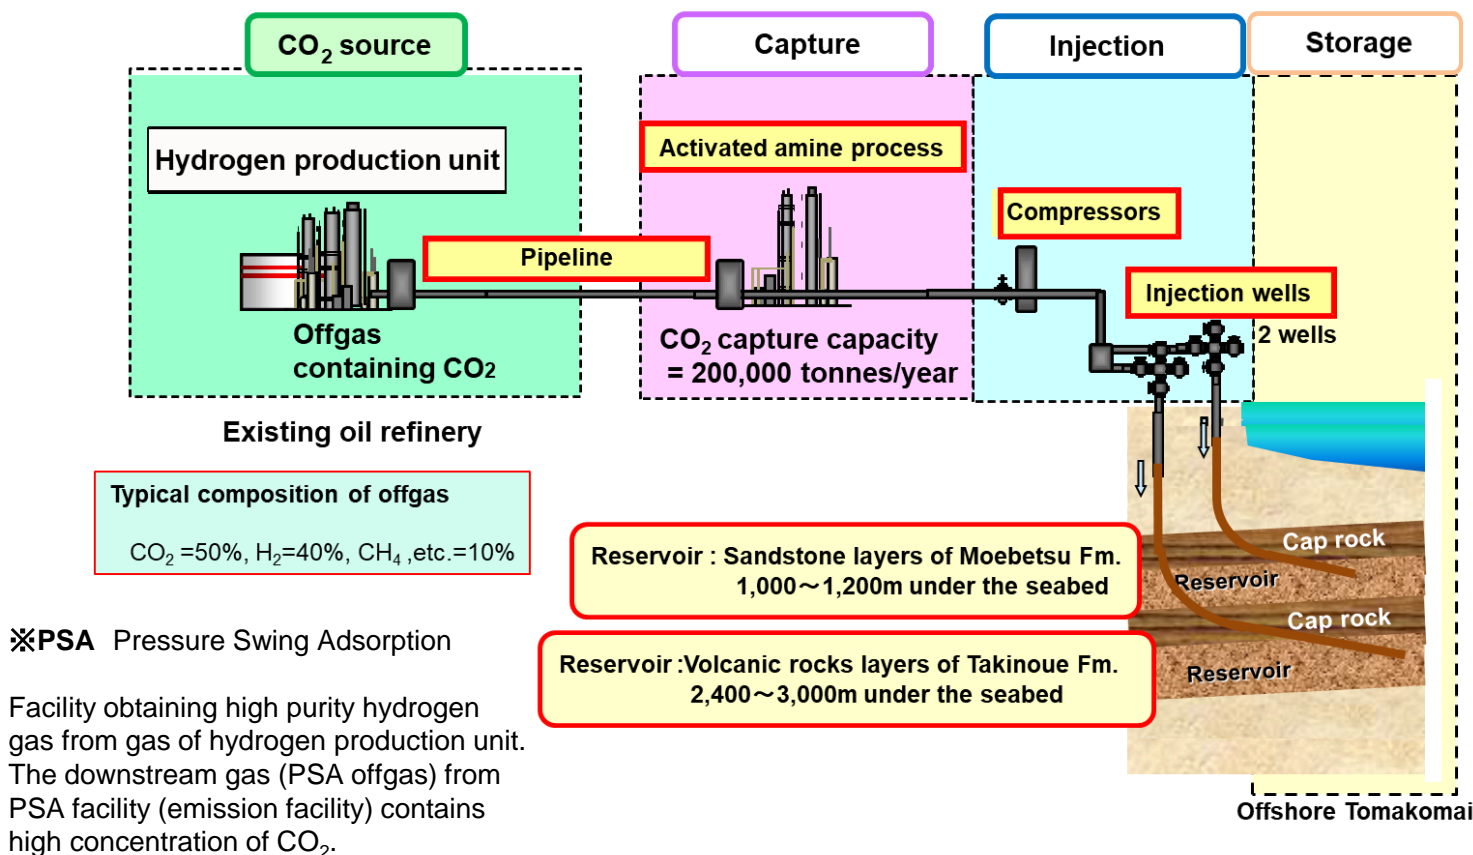 CO2 source
Capture
Injection
Storage
Hydrogen production unit
Activated amine process
Compressors
Pipeline
Injection wells
2 wells
Offgas
containing CO2
CO2 capture capacity
= 200,000 tonnes/year
Existing oil refinery
Typical composition of offgas
CO2 =50%, H2=40%, CH4 ,etc.=10%
Reservoir : Sandstone layers of Moebetsu Fm.
1,000～1,200m under the seabed
Cap rock
Reservoir
Cap rock
Reservoir
Reservoir :Volcanic rocks layers of Takinoue Fm.
2,400～3,000m under the seabed
※PSA Pressure Swing Adsorption
Facility obtaining high purity hydrogen
gas from gas of hydrogen production unit.
The downstream gas (PSA offgas) from
PSA facility (emission facility) contains
high concentration of CO2.
Offshore Tomakomai